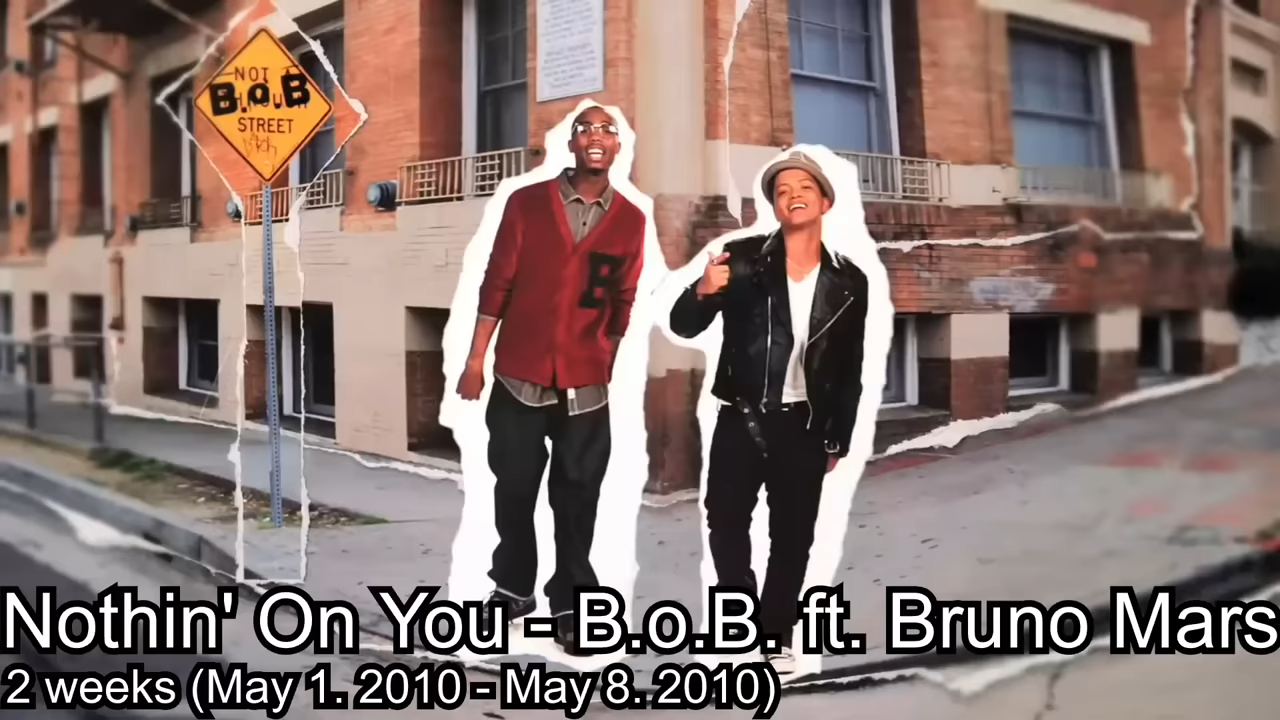 NOT
B.o.B
STREET
B
Nothin' On You - B.o.B. ft. Bruno Mars
2 weeks (May 1. 2010 - May 8. 2010)